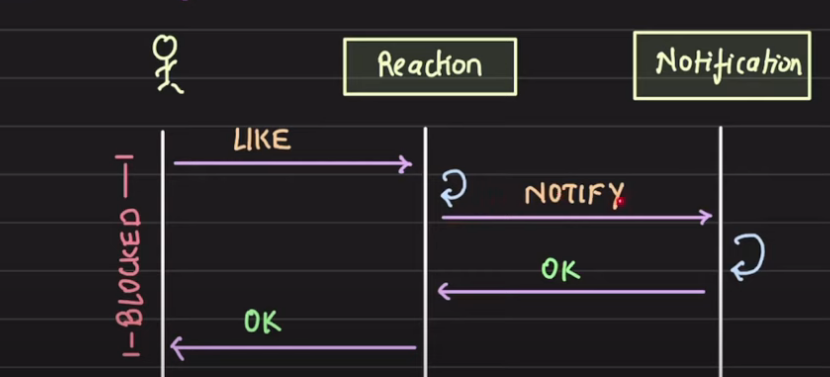 Reaction
Notification
LIKE
NOTIFY
OK
OK
BLOCKED